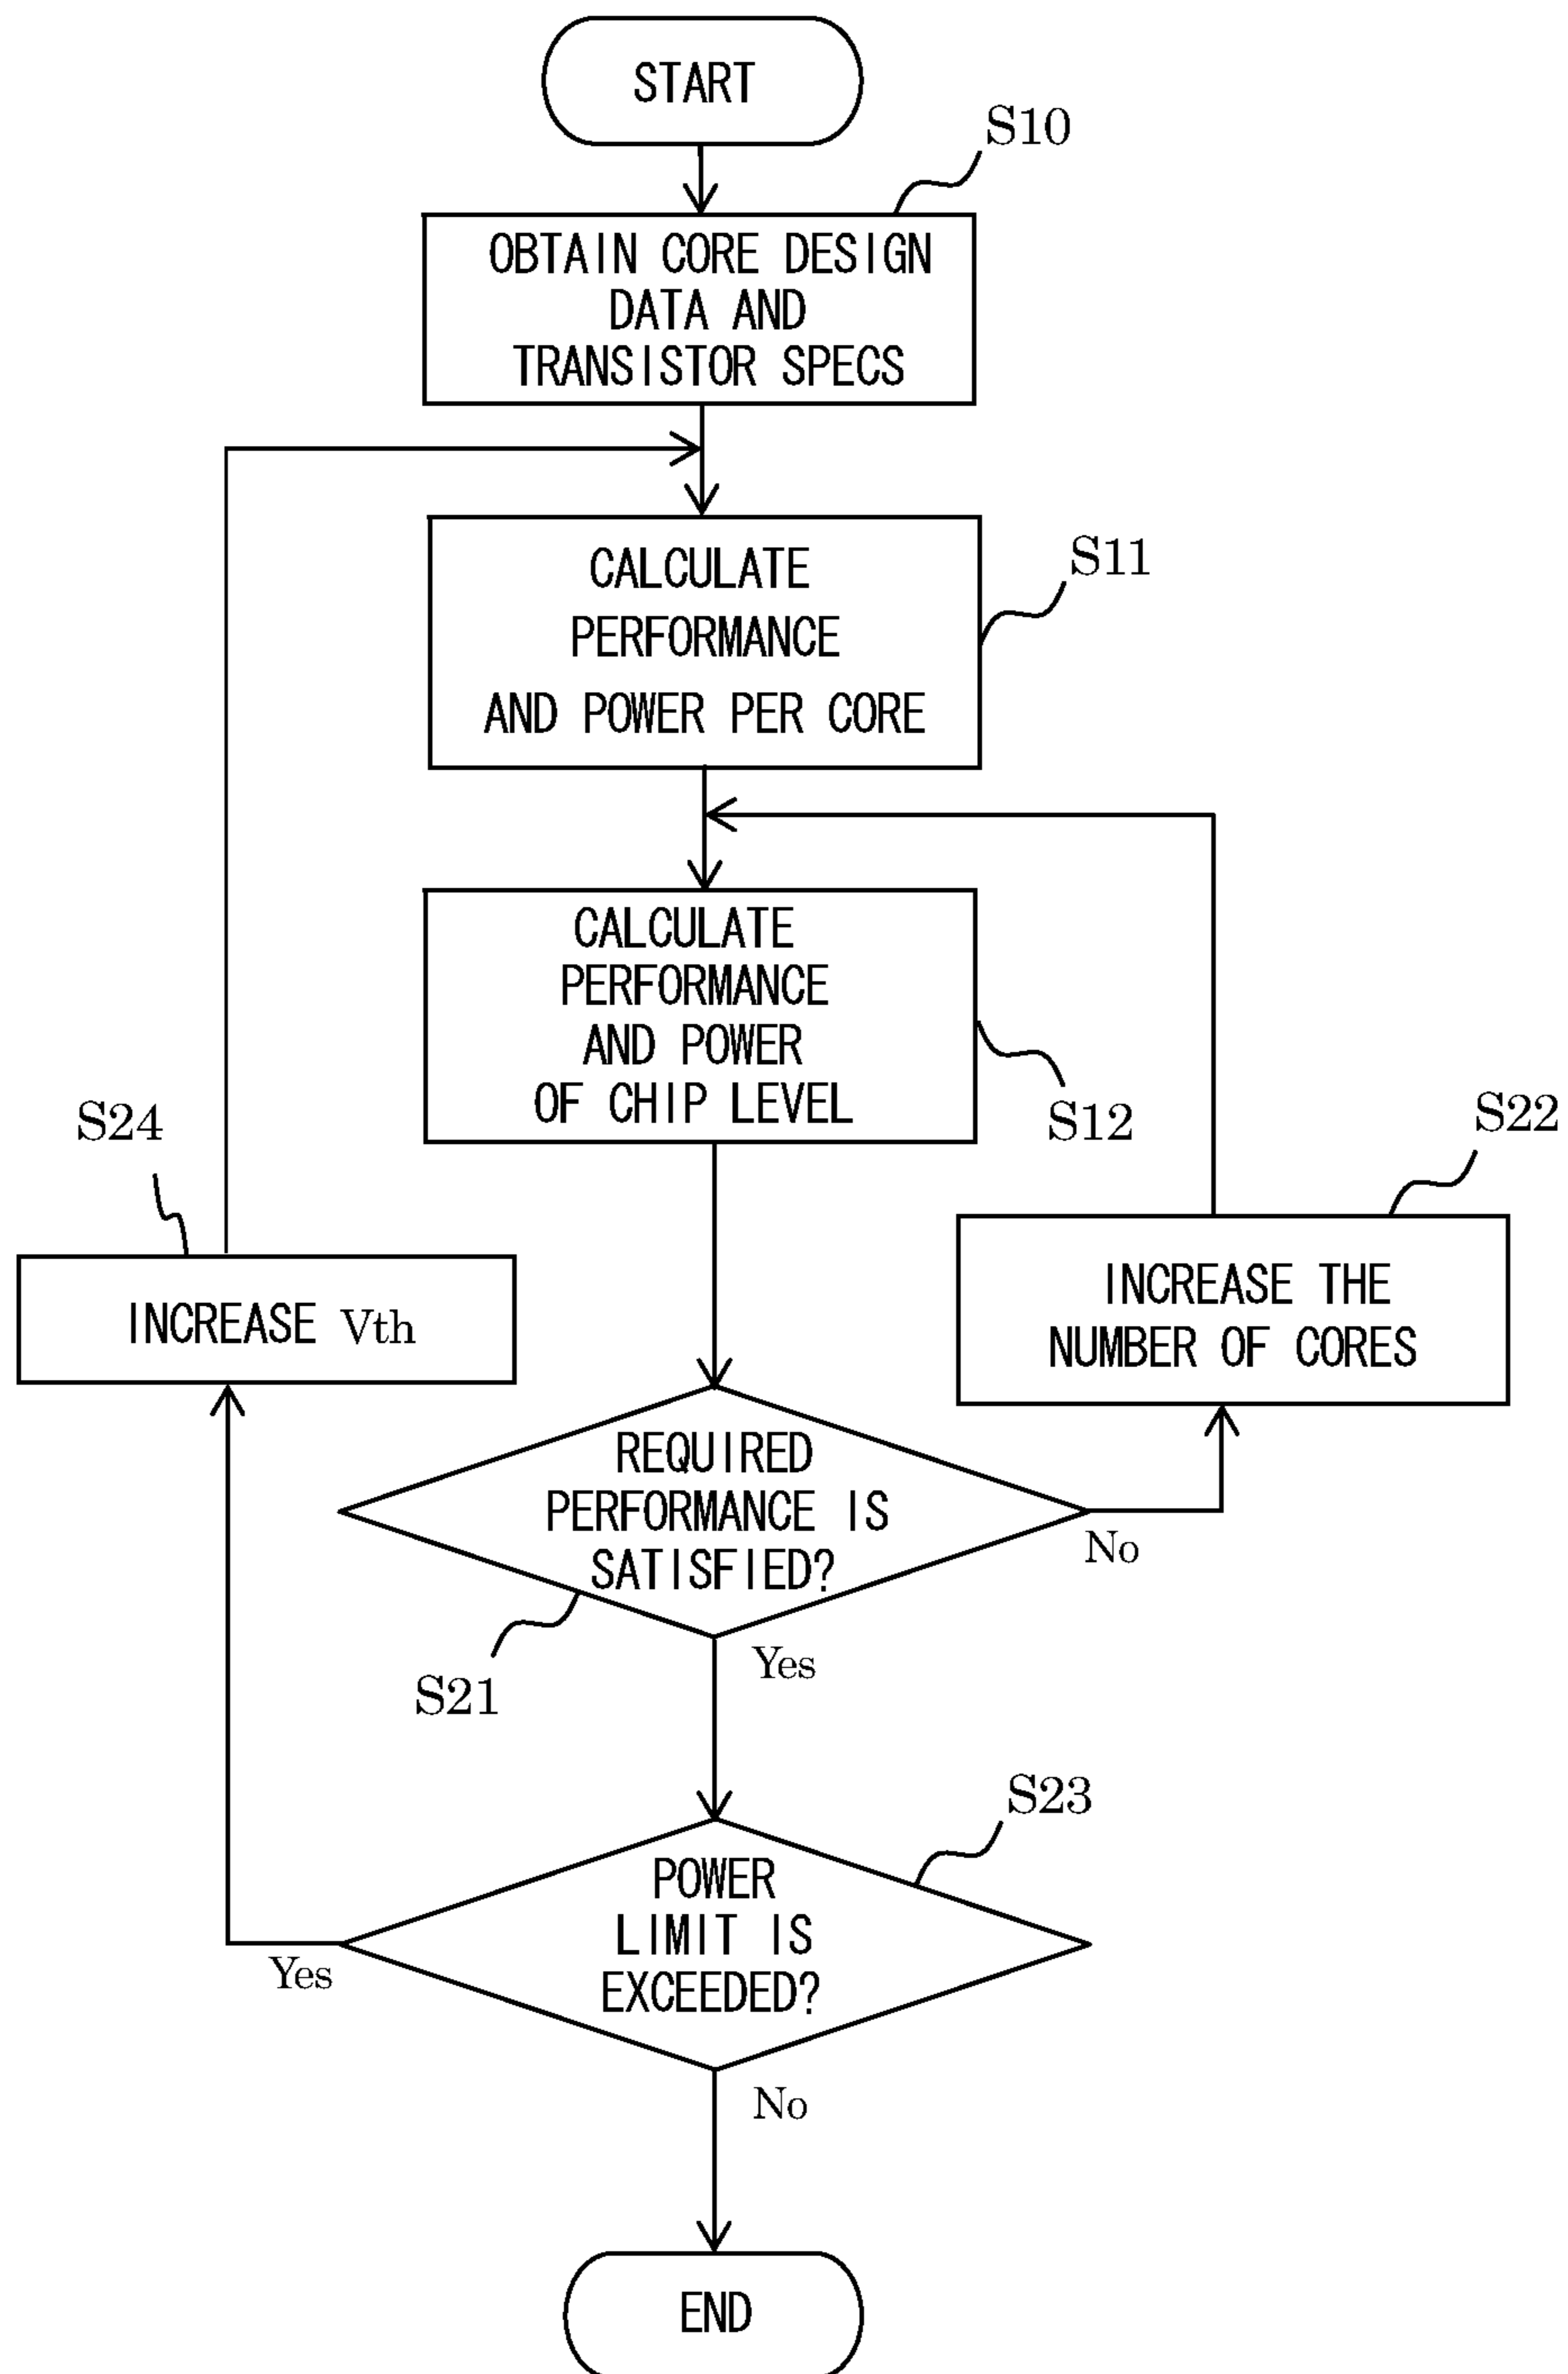 START
S10
OBTAIN CORE DESIGN
DATA AND
TRANSISTOR SPECS
S11
CALCULATE
PERFORMANCE
AND POWER PER CORE
CALCULATE
PERFORMANCE
AND POWER
OF CHIP LEVEL
S12
S24
S22
INCREASE Vth
INCREASE THE
NUMBER OF CORES
REQUIRED
PERFORMANCE IS
SATISFIED?
No
Yes
S21
S23
POWER
LIMIT IS
EXCEEDED?
Yes
No
END